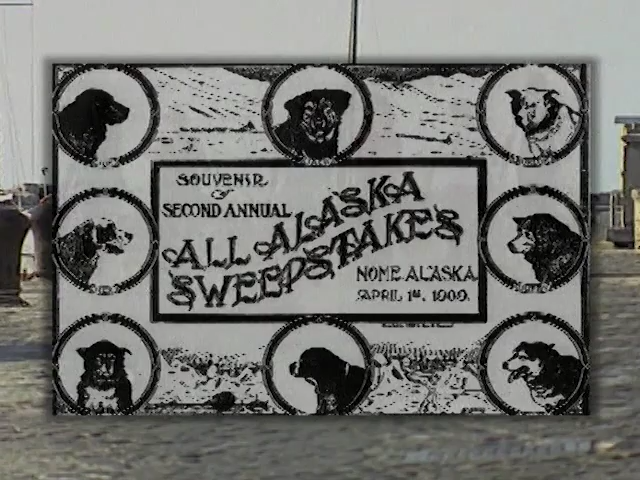 SOUVENIR
OF
SECOND ANNUAL
ALL ALASKA
SWEEPSTAKES
NOME ALASKA
APRIL 1st, 1909.